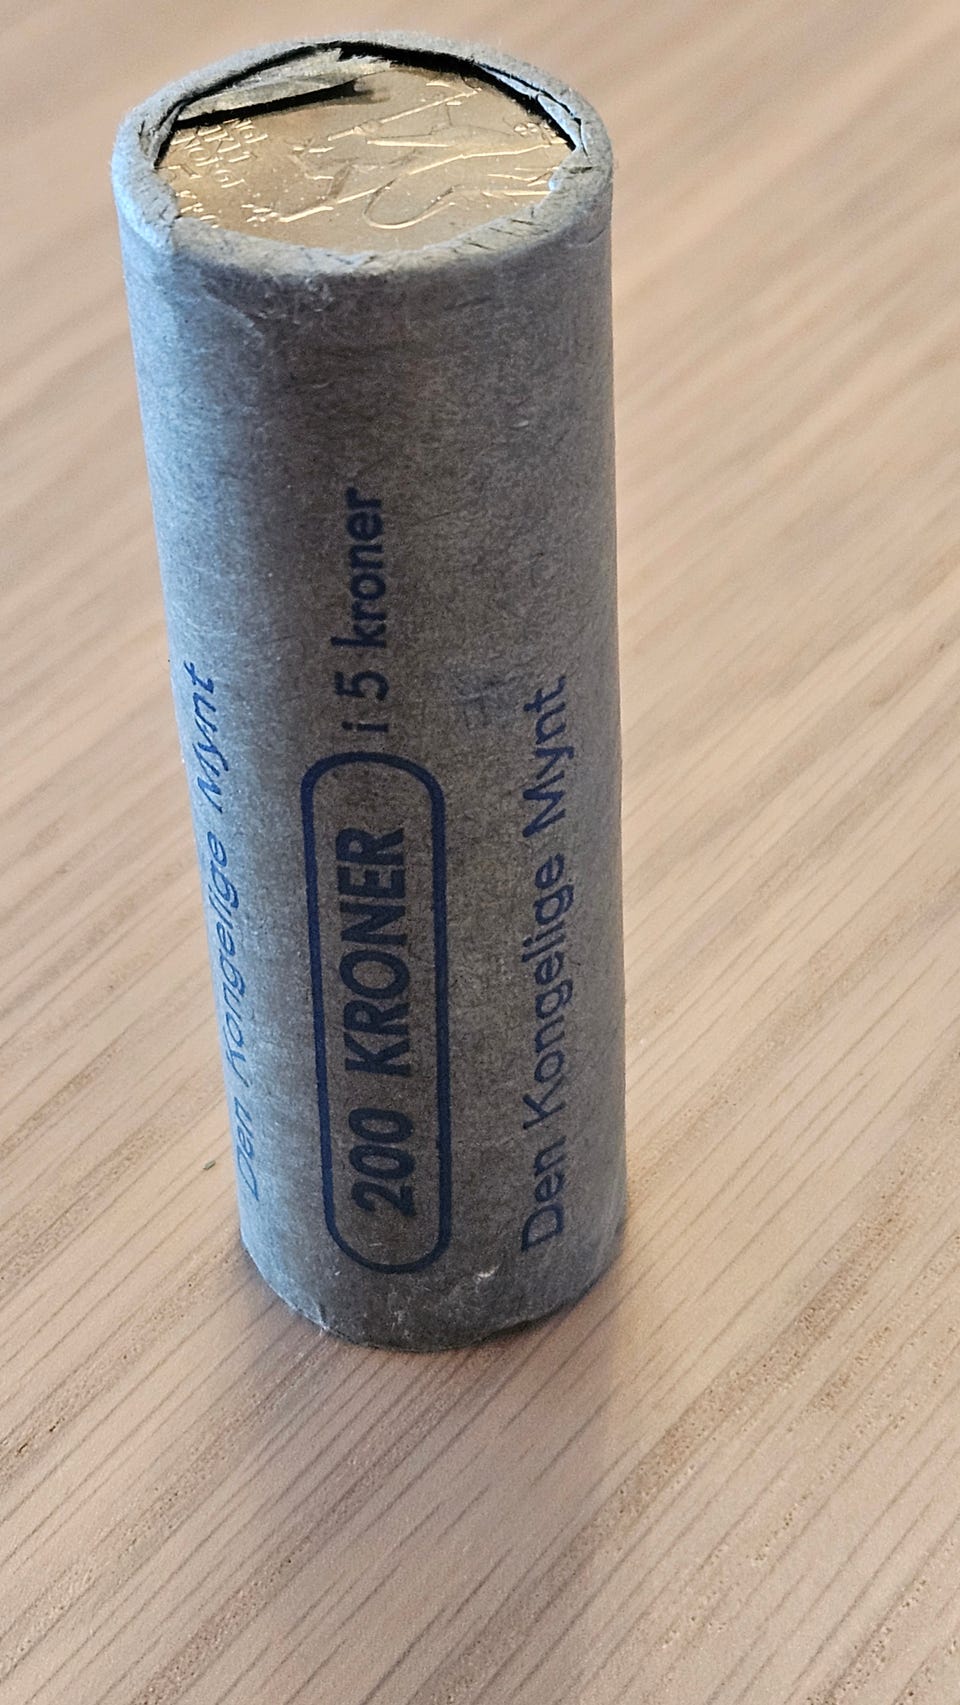 Den Kongelige Mynt
200 KRONER i 5 kroner
Den Kongelige Mynt